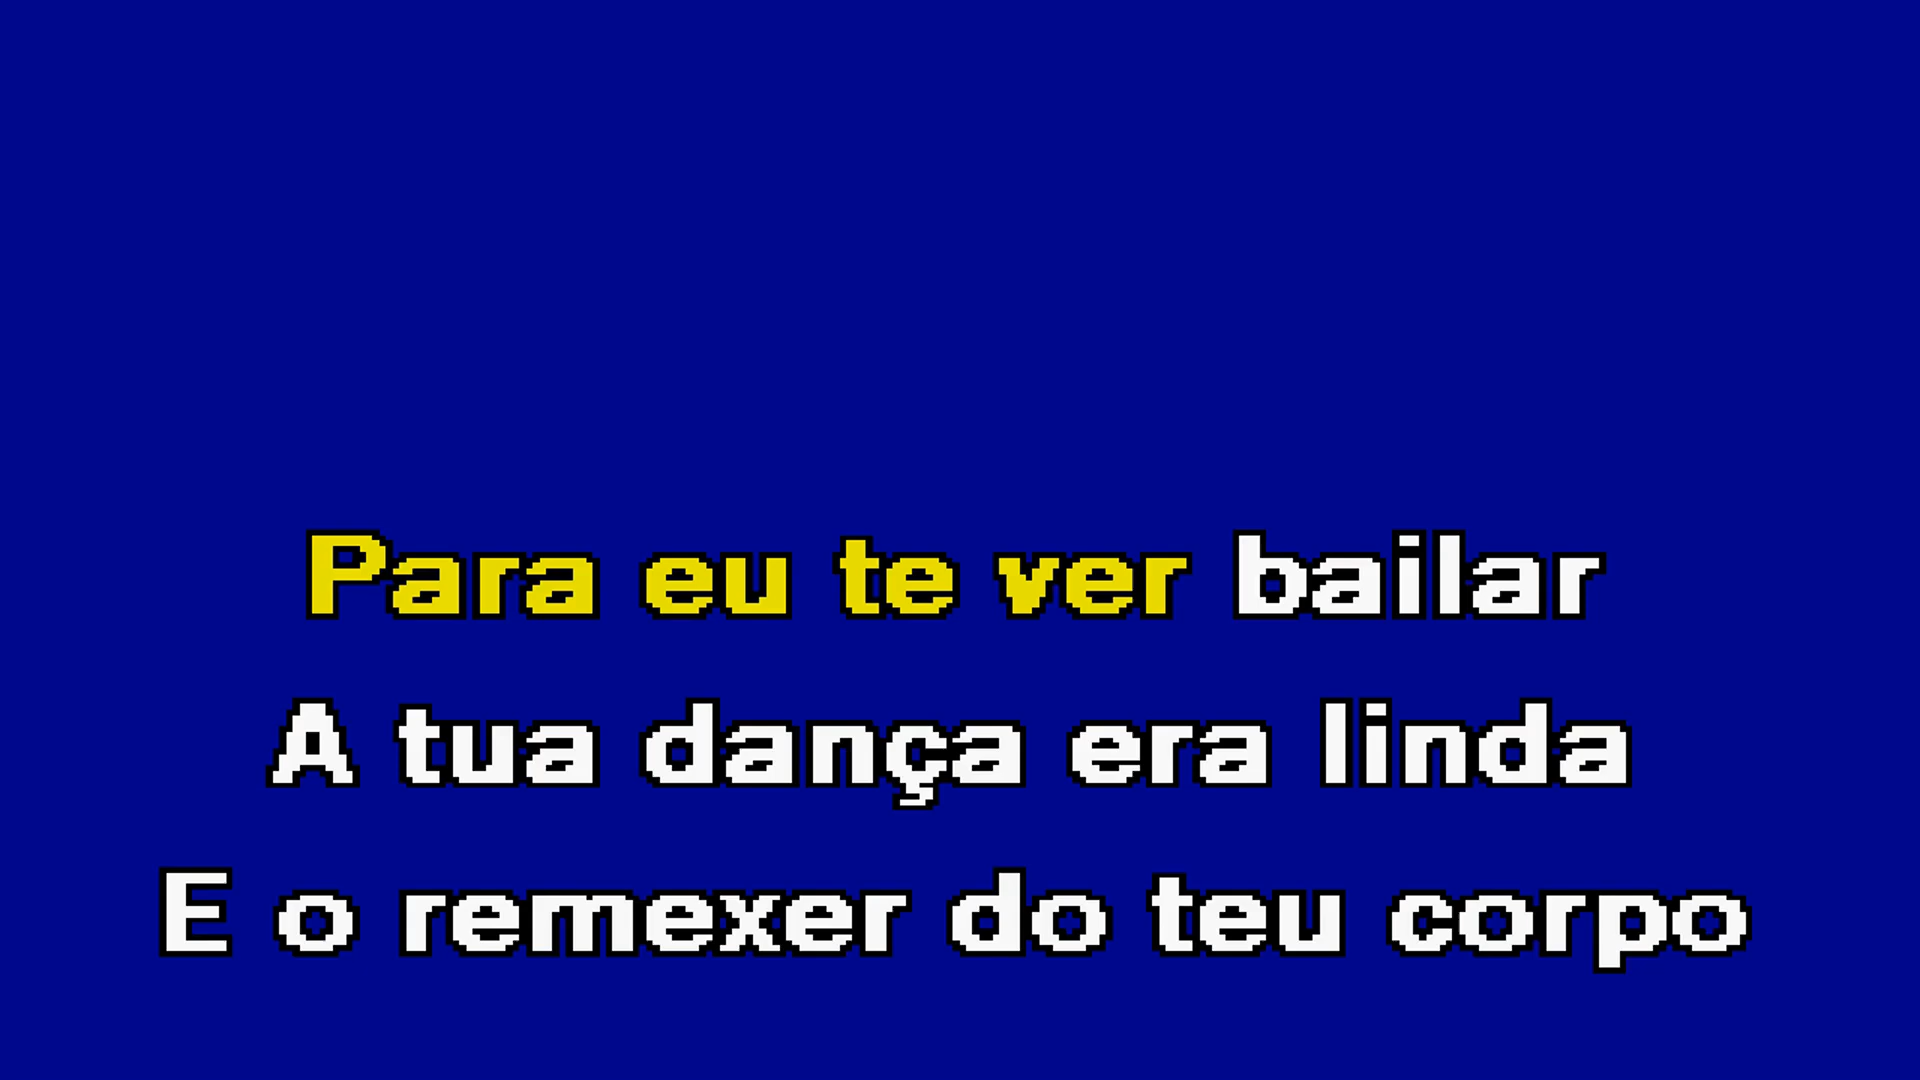 Para eu te ver bailar
A tua dança era linda
E o remexer do teu corpo